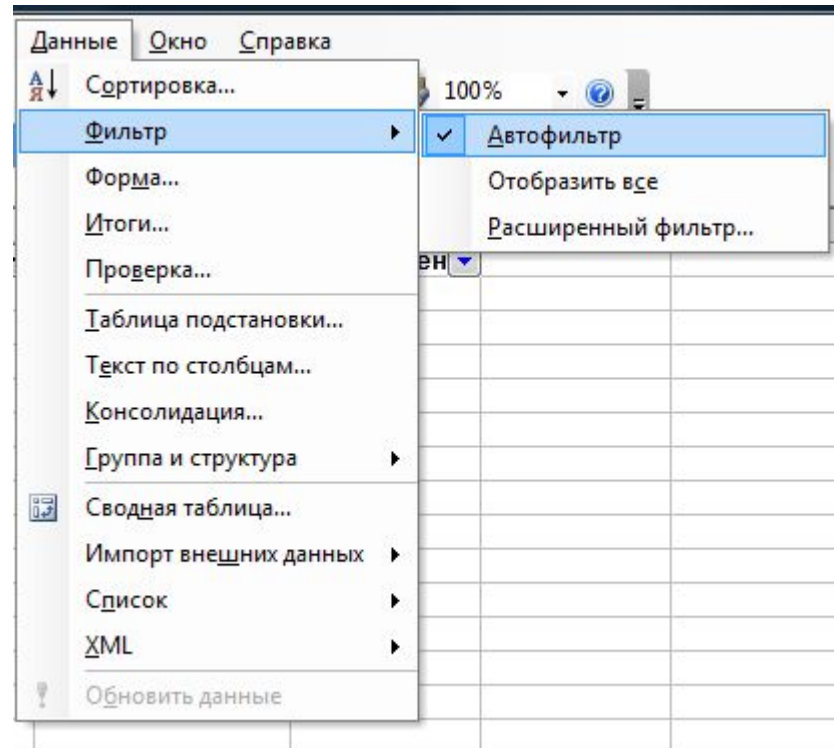 Данные Окно Справка
Сортировка...
100%
Фильтр
Автофильтр
Форма...
Отобразить все
Итоги...
Расширенный фильтр...
Проверка...
ен
Таблица подстановки...
Текст по столбцам...
Консолидация...
Группа и структура
Сводная таблица...
Импорт внешних данных
Список
XML
Обновить данные